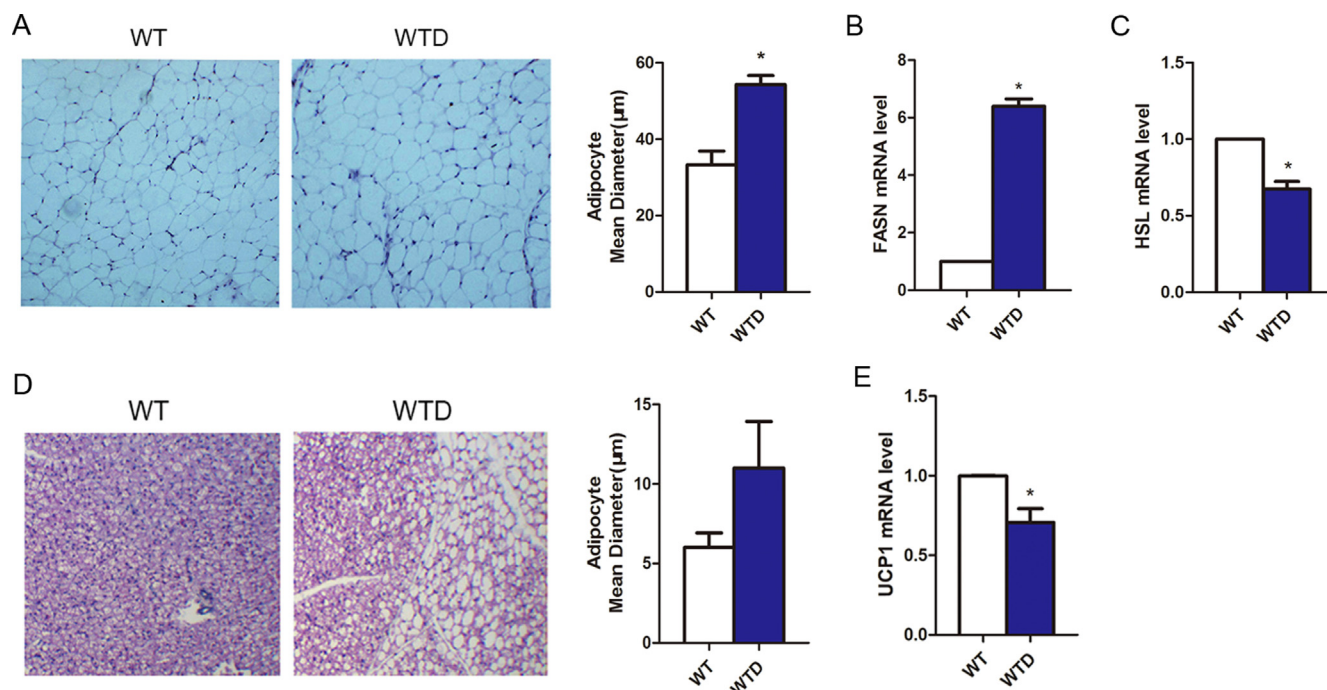 A
WT
WTD
Adipocyte
Mean Diameter(µm)
60
40
20
0
*
WT
WTD
B
FASN mRNA level
8
6
4
2
0
*
WT
WTD
C
HSL mRNA level
1.5
1.0
0.5
0.0
*
WT
WTD
D
WT
WTD
Adipocyte
Mean Diameter(µm)
15
10
5
0
WT
WTD
E
UCP1 mRNA level
1.5
1.0
0.5
0.0
*
WT
WTD